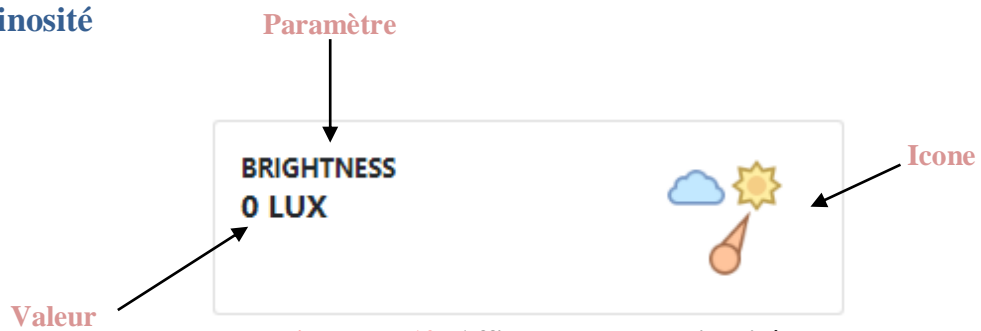 inosité
Paramètre
BRIGHTNESS
0 LUX
Icone
Valeur